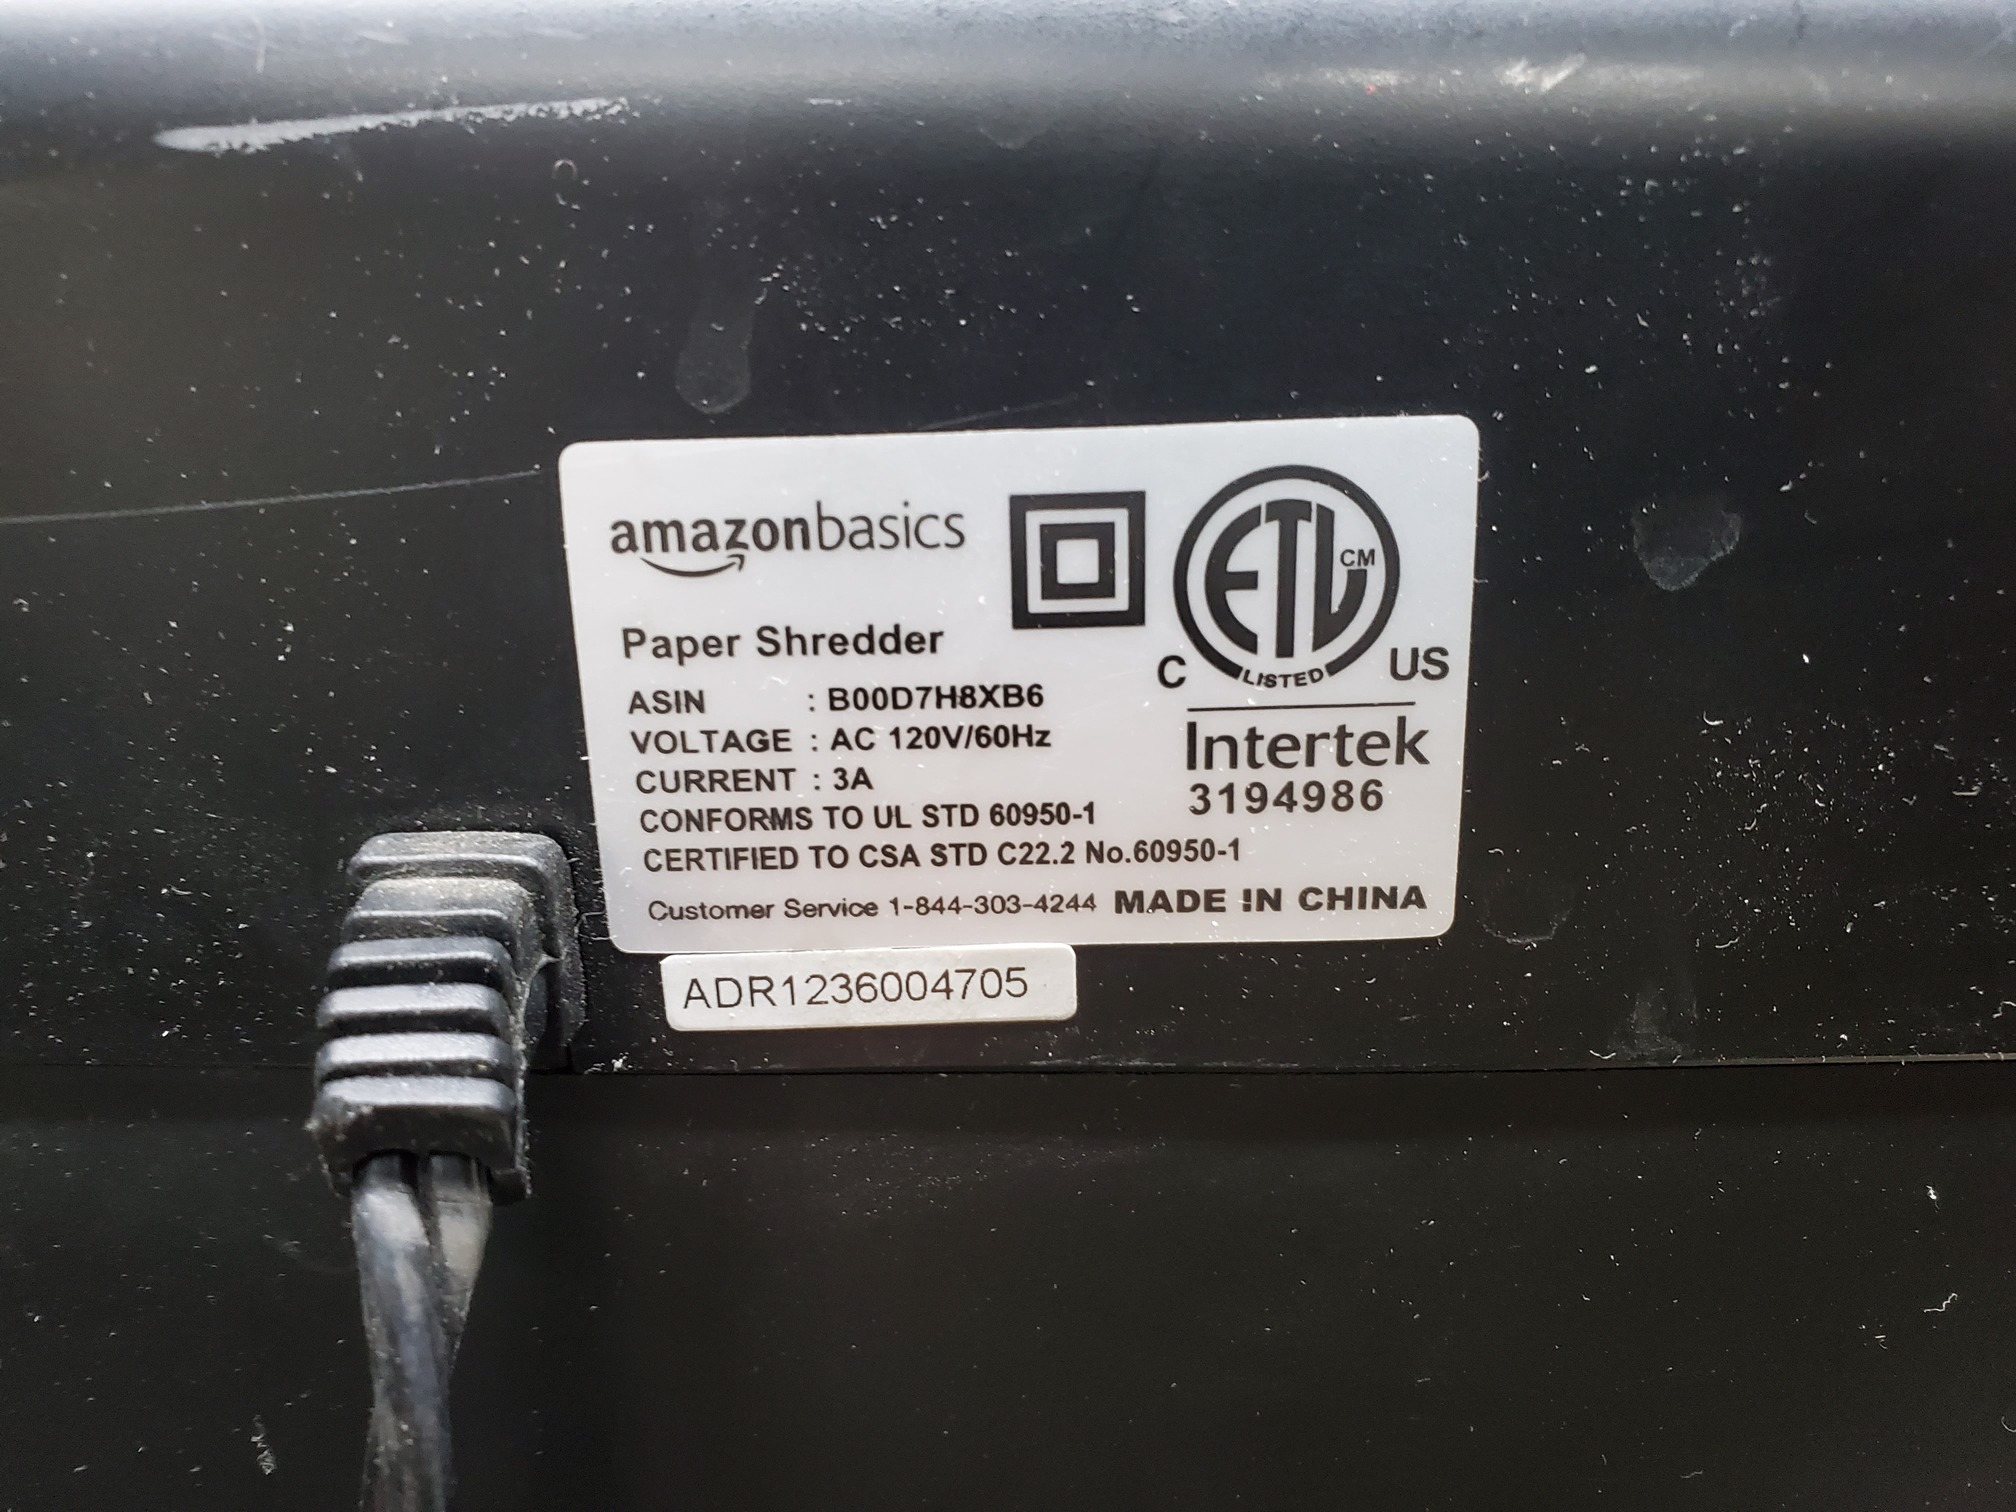 amazonbasics
Paper Shredder
ASIN : B00D7H8XB6
VOLTAGE : AC 120V/60Hz
CURRENT : 3A
CONFORMS TO UL STD 60950-1
CERTIFIED TO CSA STD C22.2 No.60950-1
Customer Service 1-844-303-4244 MADE IN CHINA
ETL CM
C LISTED US
Intertek
3194986
ADR1236004705